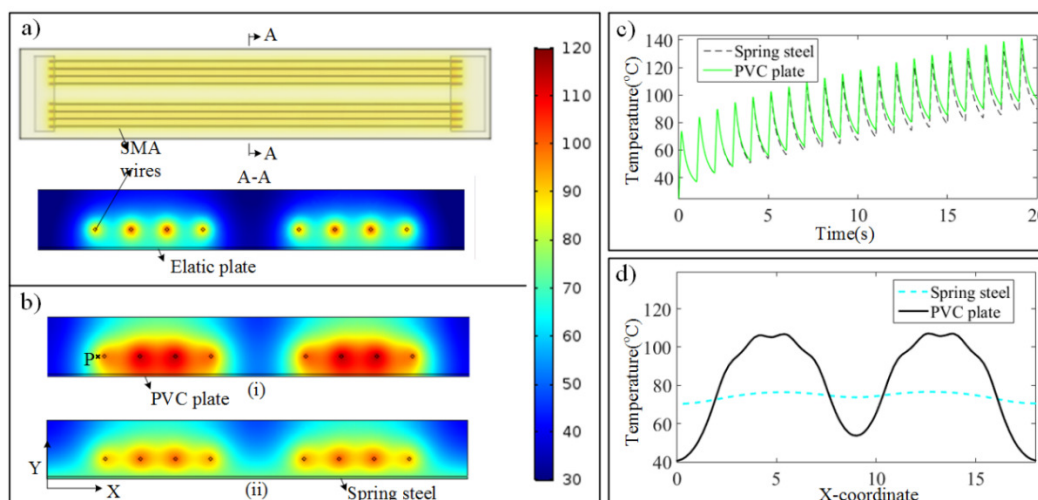 a)
A
SMA
wires
A
A-A
Elatic plate
b)
P
PVC plate
(i)
Y
X
(ii)
Spring steel
120
110
100
90
80
70
60
50
40
30
c)
Temperature(°C)
140
120
100
80
60
40
Spring steel
PVC plate
0 5 10 15 20
Time(s)
d)
Temperature(°C)
120
100
80
60
40
Spring steel
PVC plate
0 5 10 15
X-coordinate